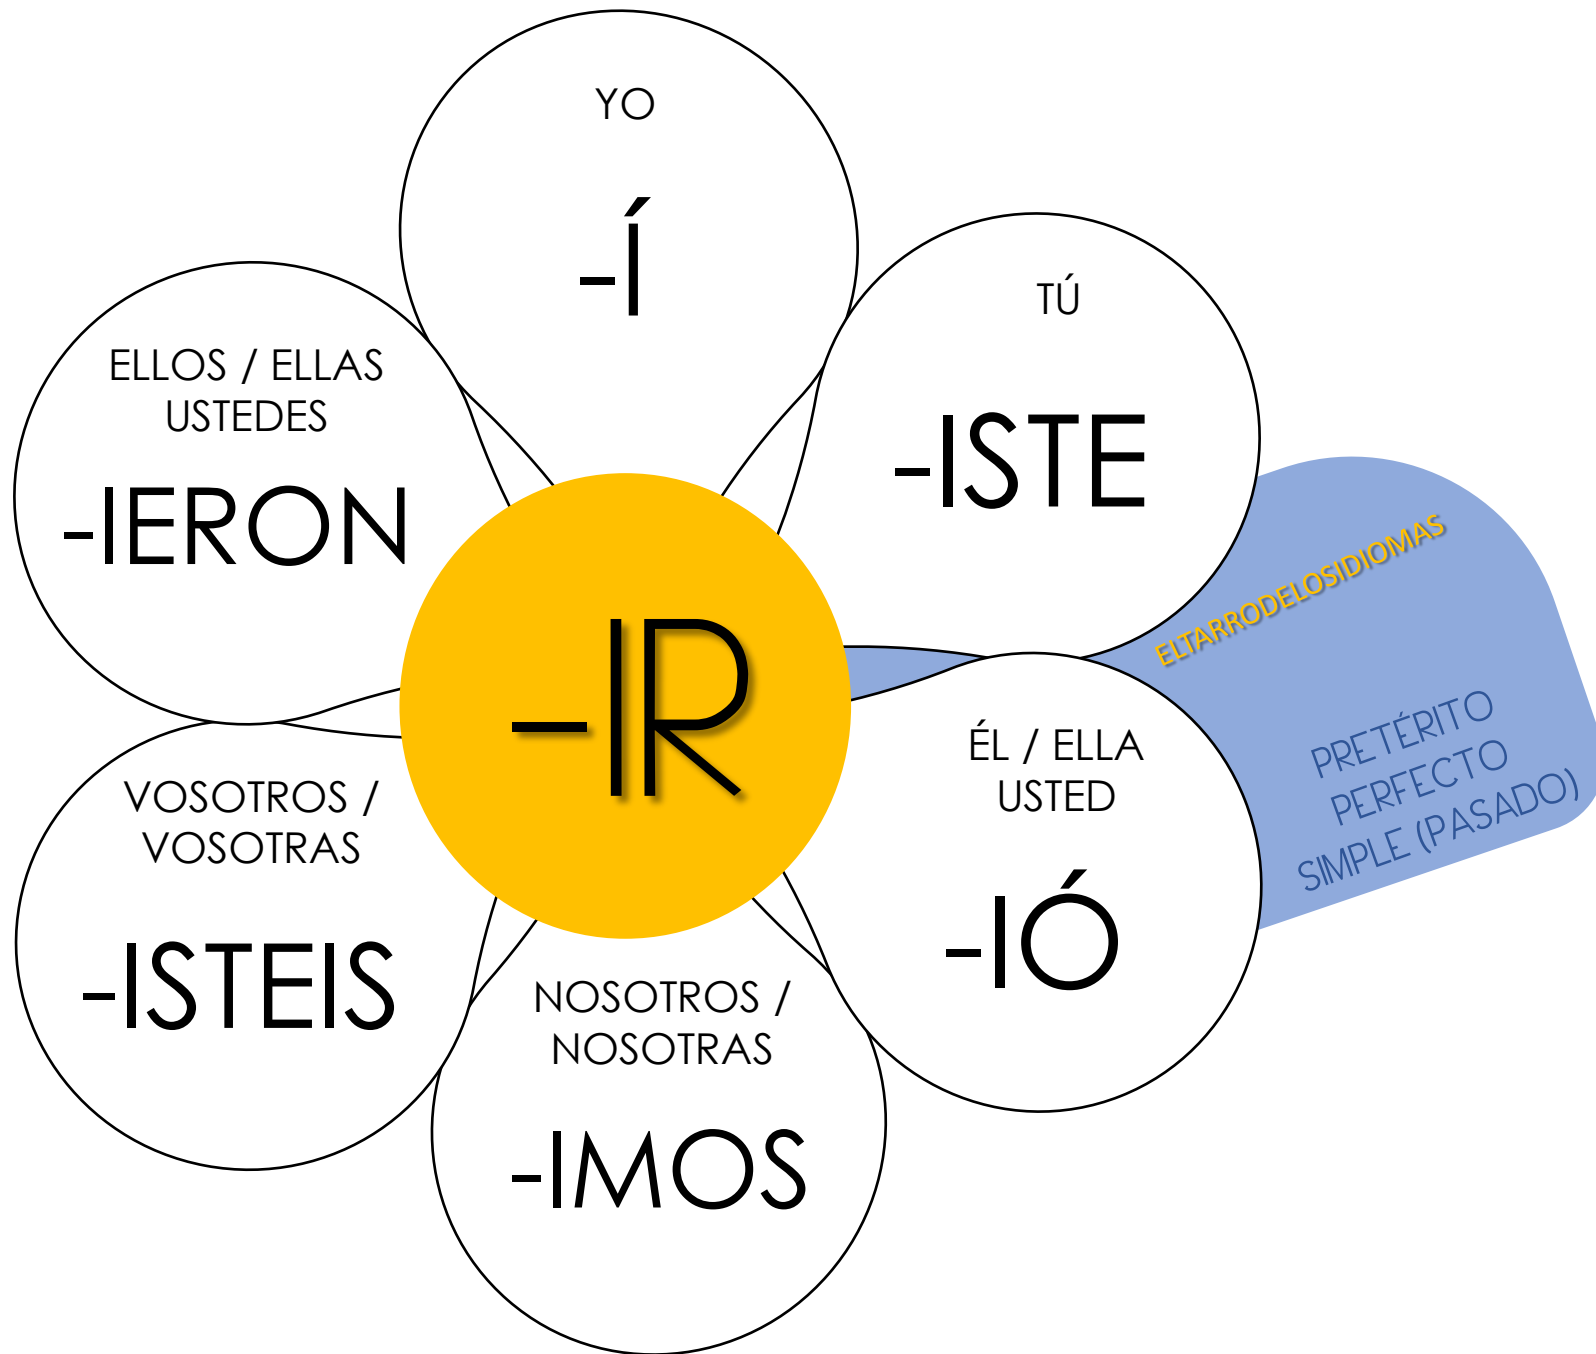 YO
-Í
TÚ
-ISTE
ÉL / ELLA
USTED
-IÓ
NOSOTROS /
NOSOTRAS
-IMOS
VOSOTROS /
VOSOTRAS
-ISTEIS
ELLOS / ELLAS
USTEDES
-IERON
-IR
ELTARRODELOSIDIOMAS
PRETÉRITO
PERFECTO
SIMPLE (PASADO)